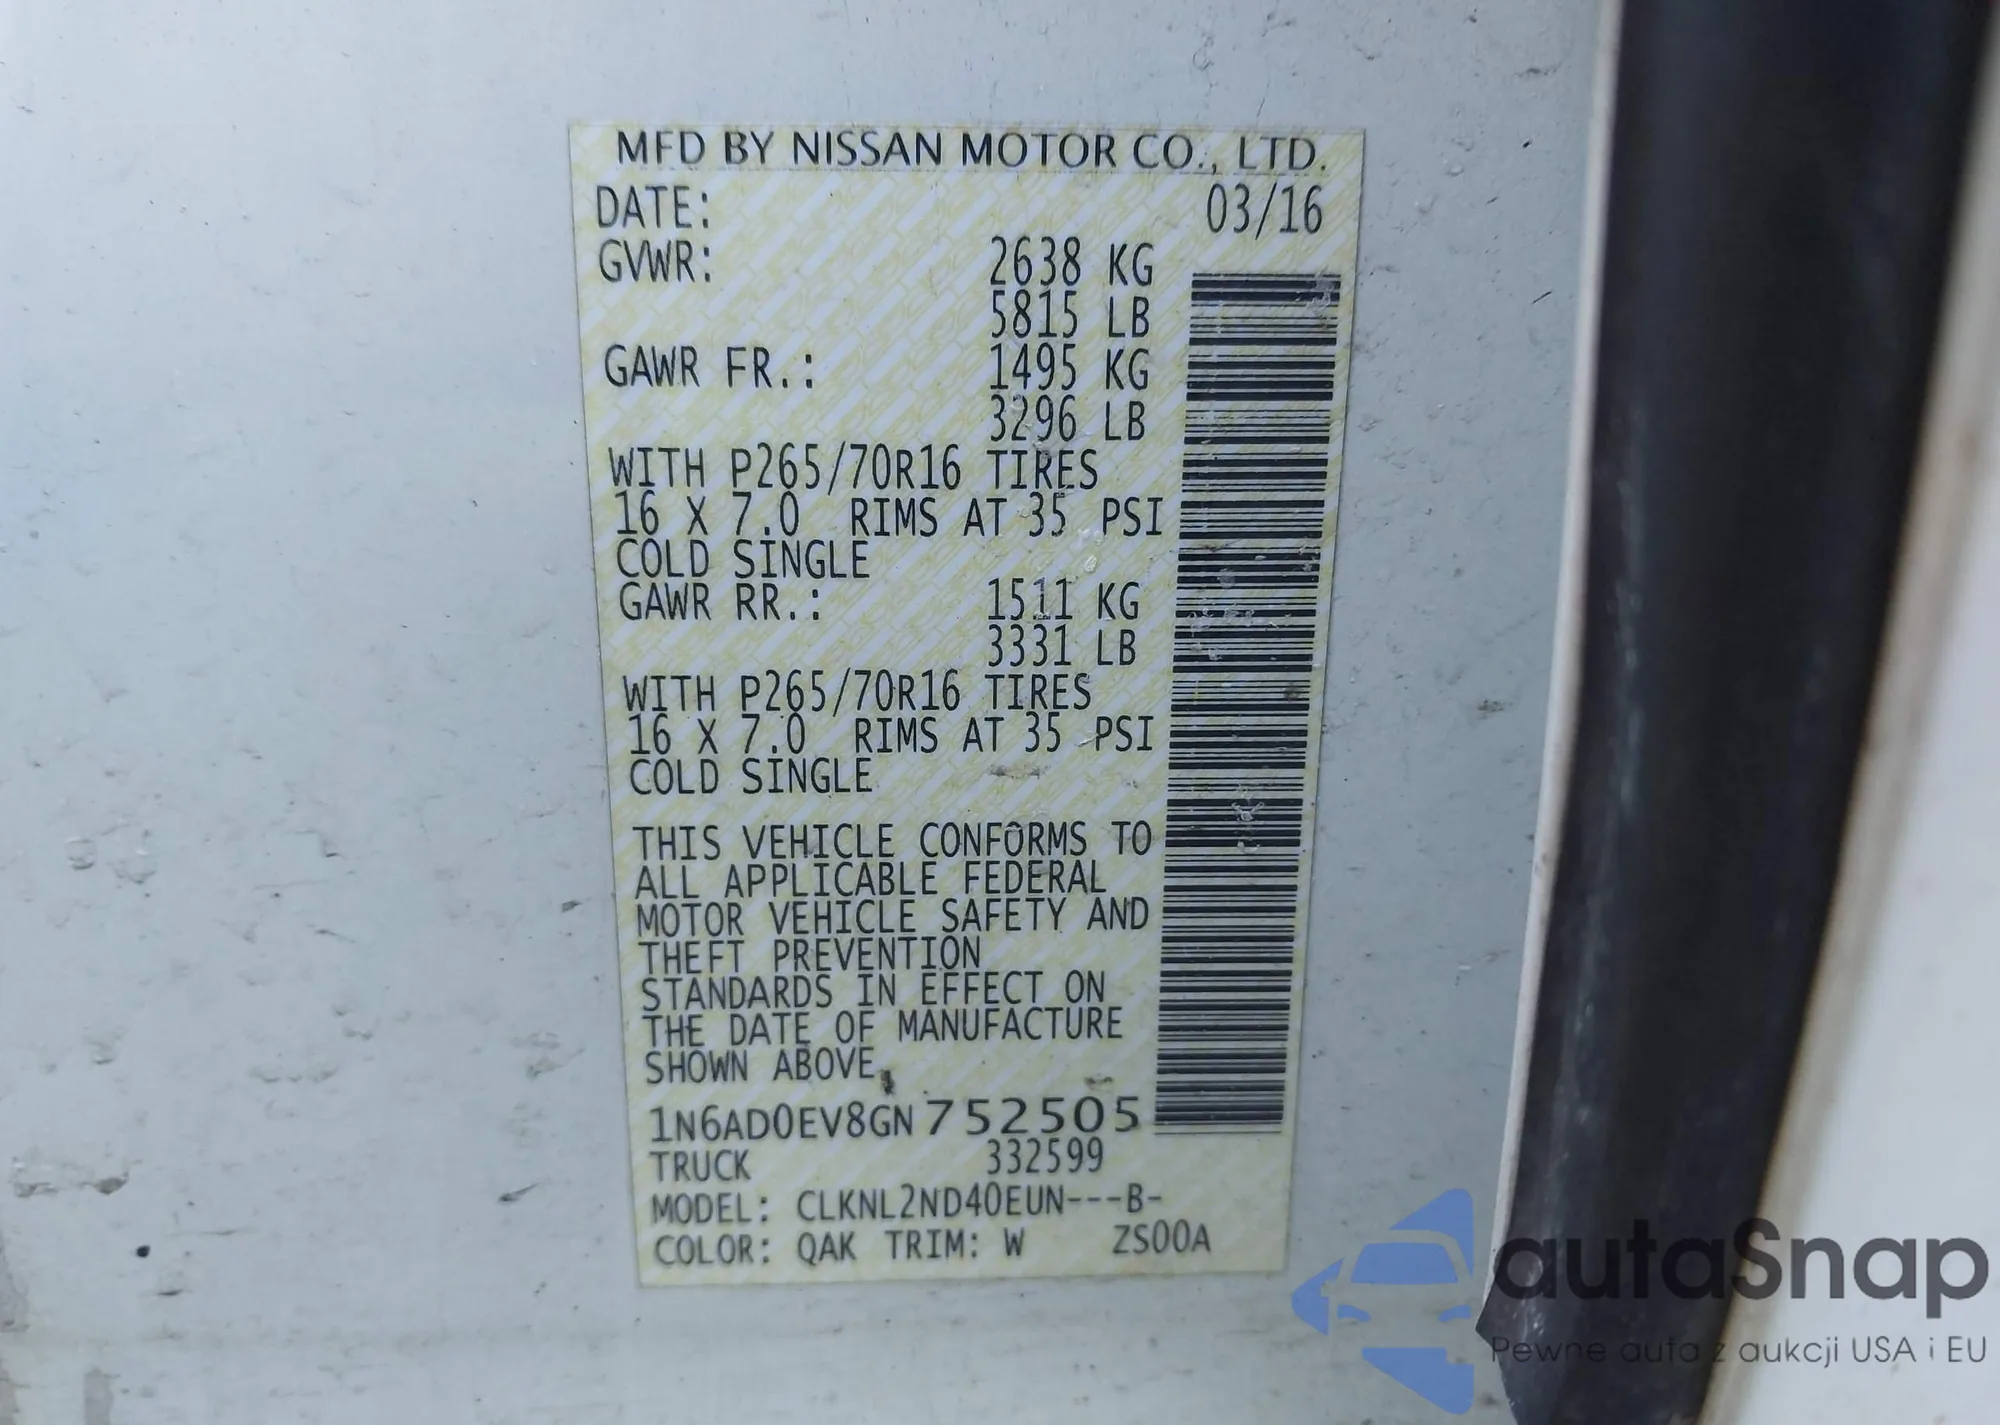 MFD BY NISSAN MOTOR CO., LTD.
DATE: 03/16
GVWR: 2638 KG
5815 LB
GAWR FR.: 1495 KG
3296 LB
WITH P265/70R16 TIRES
16 X 7.0 RIMS AT 35 PSI
COLD SINGLE
GAWR RR.: 1511 KG
3331 LB
WITH P265/70R16 TIRES
16 X 7.0 RIMS AT 35 PSI
COLD SINGLE
THIS VEHICLE CONFORMS TO
ALL APPLICABLE FEDERAL
MOTOR VEHICLE SAFETY AND
THEFT PREVENTION
STANDARDS IN EFFECT ON
THE DATE OF MANUFACTURE
SHOWN ABOVE.
1N6AD0EV8GN752505
TRUCK 332599
MODEL: CLKNL2ND40EUN---B-
COLOR: QAK TRIM: W ZS00A
autaSnap
Pewne auta z aukcji USA i EU